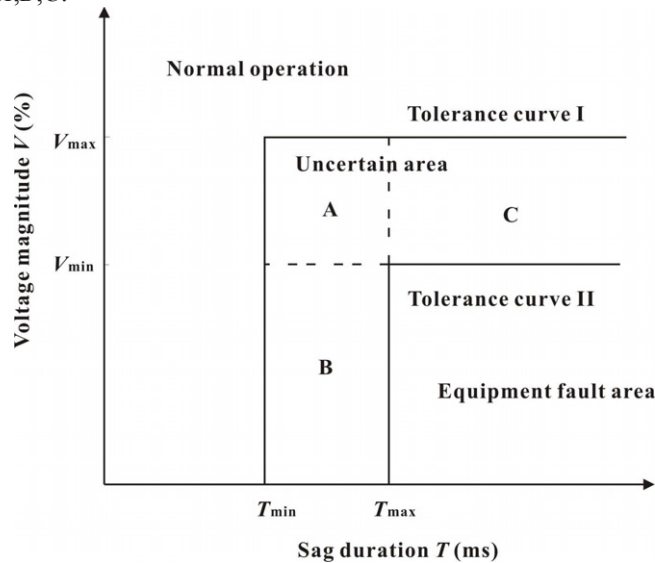 A,B,C.
Normal operation
Tolerance curve I
Vmax
Uncertain area
A
C
Vmin
Tolerance curve II
B
Equipment fault area
Voltage magnitude V (%)
Tmin
Tmax
Sag duration T (ms)